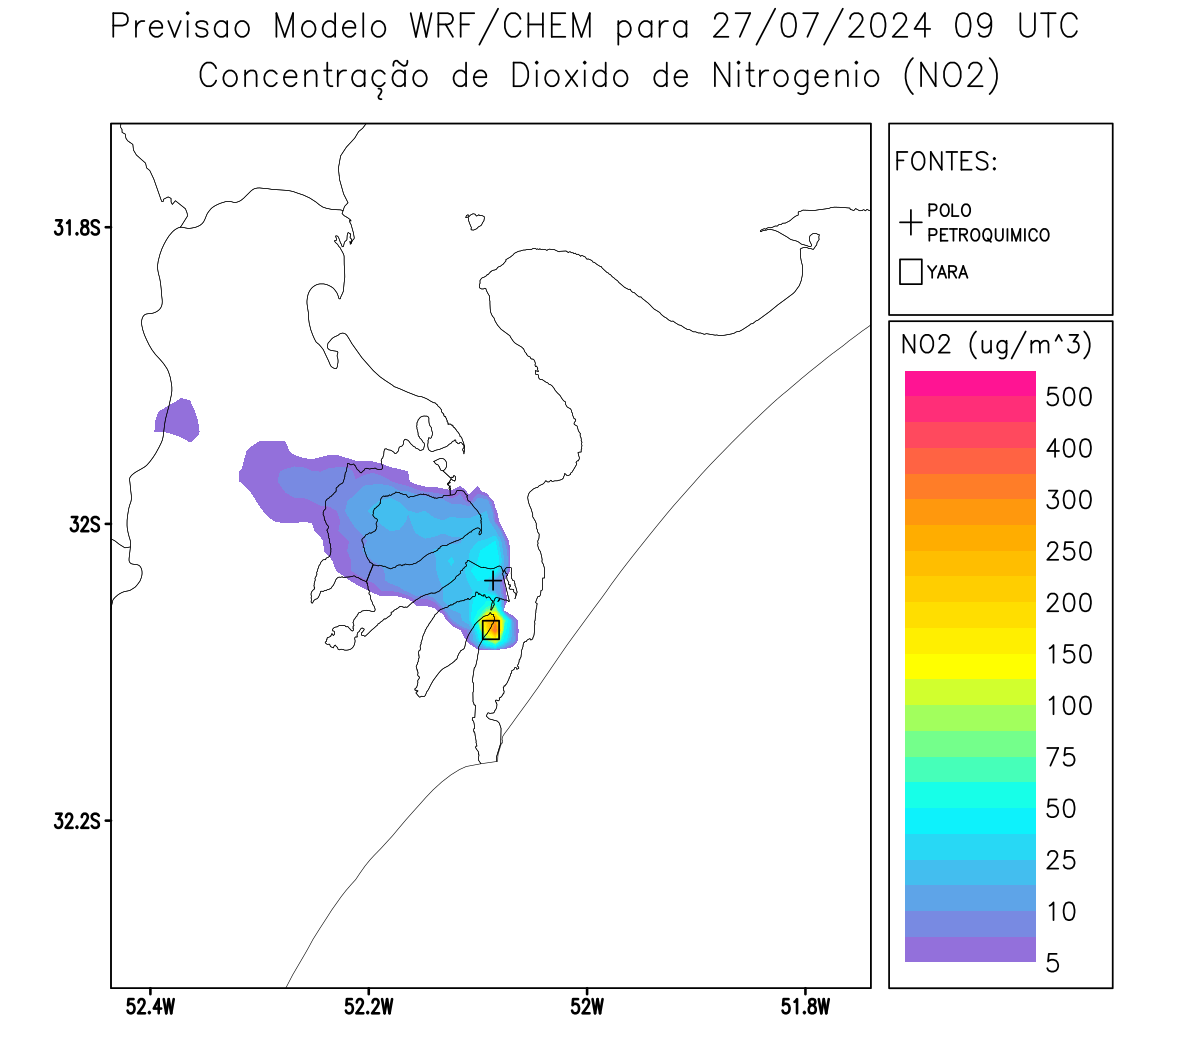 Previsao Modelo WRF/CHEM para 27/07/2024 09 UTC
Concentração de Dioxido de Nitrogenio (NO2)
FONTES:
POLO
PETROQUIMICO
YARA
NO2 (ug/m^3)
500
400
300
250
200
150
100
75
50
25
10
5
31.8S
32S
32.2S
52.4W
52.2W
52W
51.8W